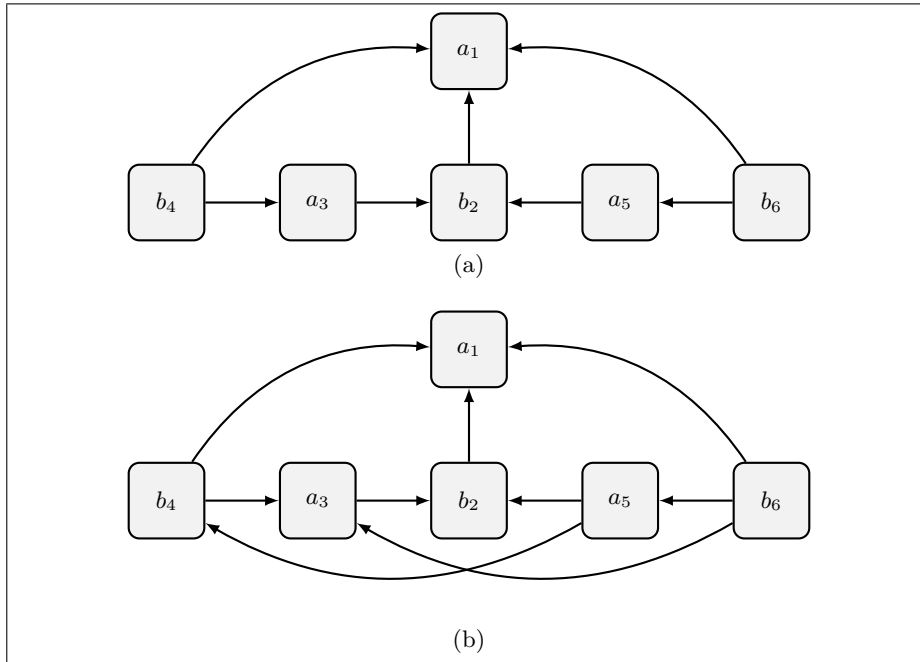 a₁
b₄ a₃ b₂ a₅ b₆
(a)
a₁
b₄ a₃ b₂ a₅ b₆
(b)